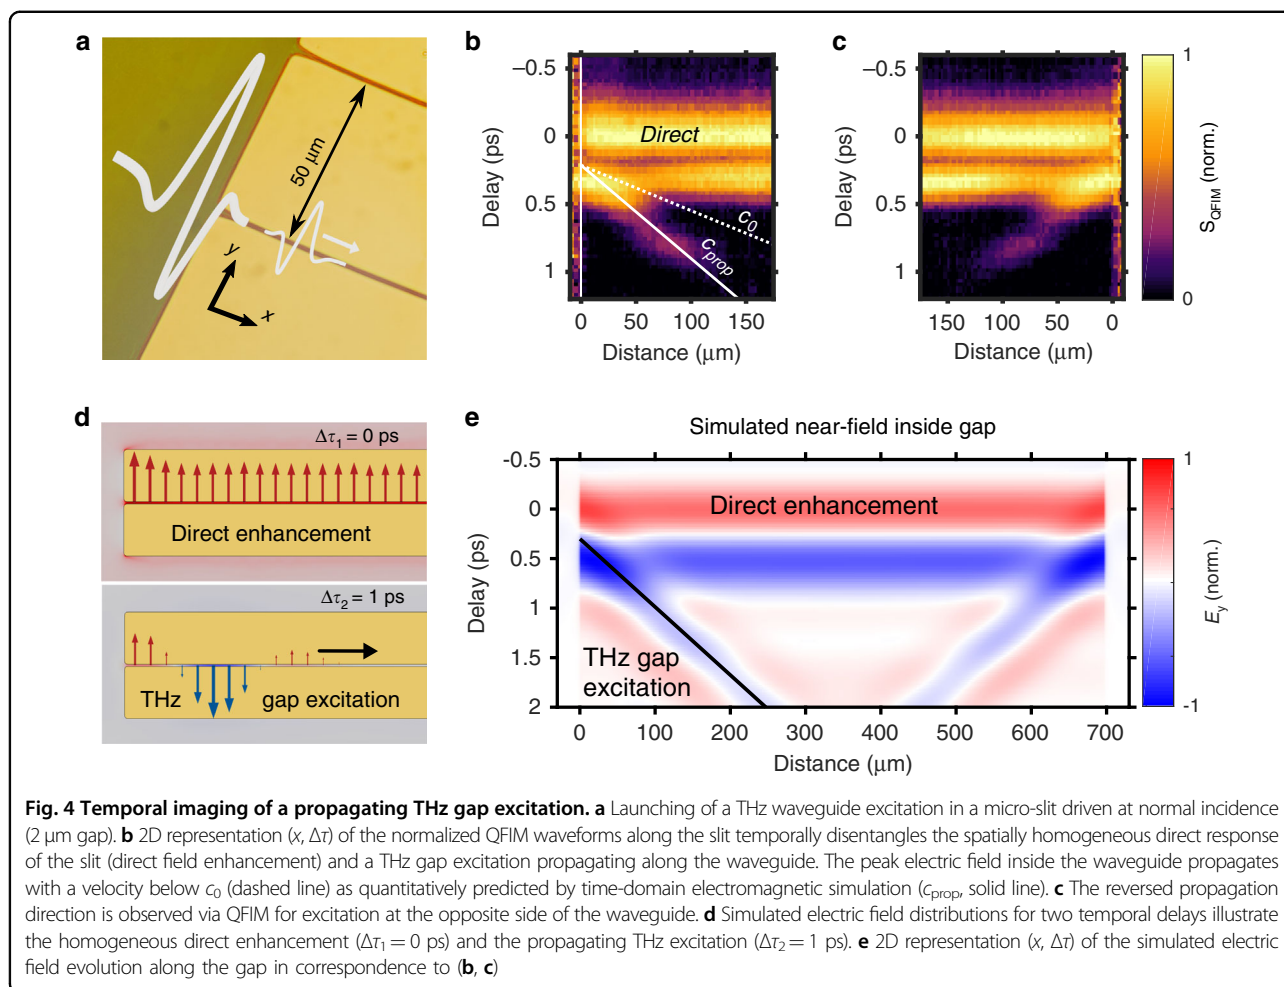 a
50 μm
y
x
b
−0.5
0
0.5
1
Delay (ps)
Direct
c0
cprop
0
50
100
150
Distance (μm)
c
−0.5
0
0.5
1
Delay (ps)
150
100
50
0
Distance (μm)
1
0
SQFIM (norm.)
d
Δτ1 = 0 ps
Direct enhancement
Δτ2 = 1 ps
THz gap excitation
e
Simulated near-field inside gap
-0.5
0
0.5
1
1.5
2
Delay (ps)
Direct enhancement
THz gap
excitation
0
100
200
300
400
500
600
700
Distance (μm)
1
-1
Ey (norm.)
Fig. 4 Temporal imaging of a propagating THz gap excitation. a Launching of a THz waveguide excitation in a micro-slit driven at normal incidence
(2 μm gap). b 2D representation (x, Δτ) of the normalized QFIM waveforms along the slit temporally disentangles the spatially homogeneous direct response
of the slit (direct field enhancement) and a THz gap excitation propagating along the waveguide. The peak electric field inside the waveguide propagates
with a velocity below c0 (dashed line) as quantitatively predicted by time-domain electromagnetic simulation (cprop, solid line). c The reversed propagation
direction is observed via QFIM for excitation at the opposite side of the waveguide. d Simulated electric field distributions for two temporal delays illustrate
the homogeneous direct enhancement (Δτ1 = 0 ps) and the propagating THz excitation (Δτ2 = 1 ps). e 2D representation (x, Δτ) of the simulated electric
field evolution along the gap in correspondence to (b, c)